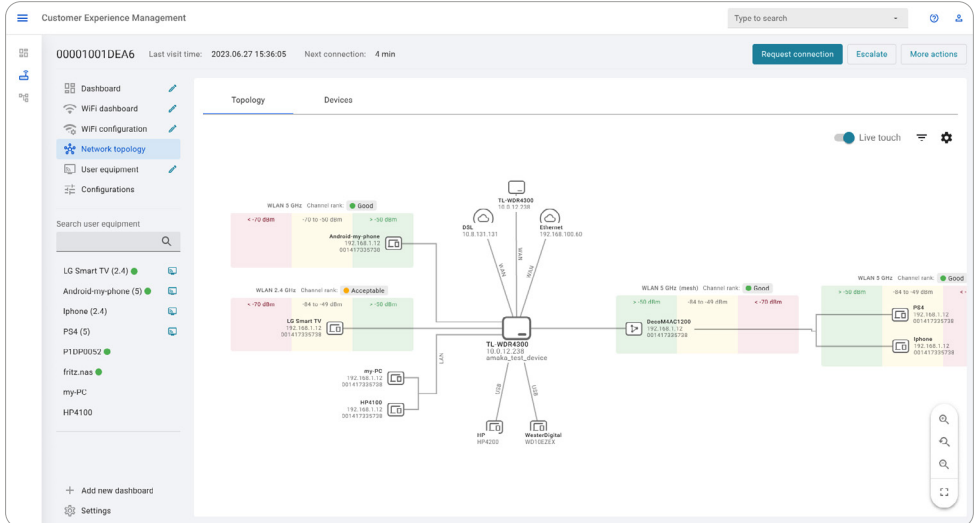 Customer Experience Management
Type to search
00001001DEA6 Last visit time: 2023.06.27 15:36:05 Next connection: 4 min
Request connection Escalate More actions
Dashboard
WiFi dashboard
WiFi configuration
Network topology
User equipment
Configurations
Search user equipment
LG Smart TV (2.4)
Android-my-phone (5)
Iphone (2.4)
PS4 (5)
P1DP0052
fritz.nas
my-PC
HP4100
Add new dashboard
Settings
Topology Devices
Live touch
TL-WDR4300
10.0.12.238
DSL
10.8.131.131
Ethernet
192.168.100.60
WAN
WAN
WAN
WLAN 5 GHz Channel rank: Good
< -70 dBm -70 to -50 dBm > -50 dBm
Android-my-phone
192.168.1.12
001417335738
WLAN 2.4 GHz Channel rank: Acceptable
< -70 dBm -84 to -49 dBm > -50 dBm
LG Smart TV
192.168.1.12
001417335738
LAN
my-PC
192.168.1.12
001417335738
HP4100
192.168.1.12
001417335738
TL-WDR4300
10.0.12.238
amaka_test_device
USB
USB
HP
HP4200
WesterDigital
WD10EZEX
WLAN 5 GHz (mesh) Channel rank: Good
> -50 dBm -84 to -49 dBm < -70 dBm
DecoM4AC1200
192.168.1.12
001417335738
WLAN 5 GHz Channel rank: Good
> -50 dBm -84 to -49 dBm < -
PS4
192.168.1.12
001417335738
Iphone
192.168.1.12
001417335738